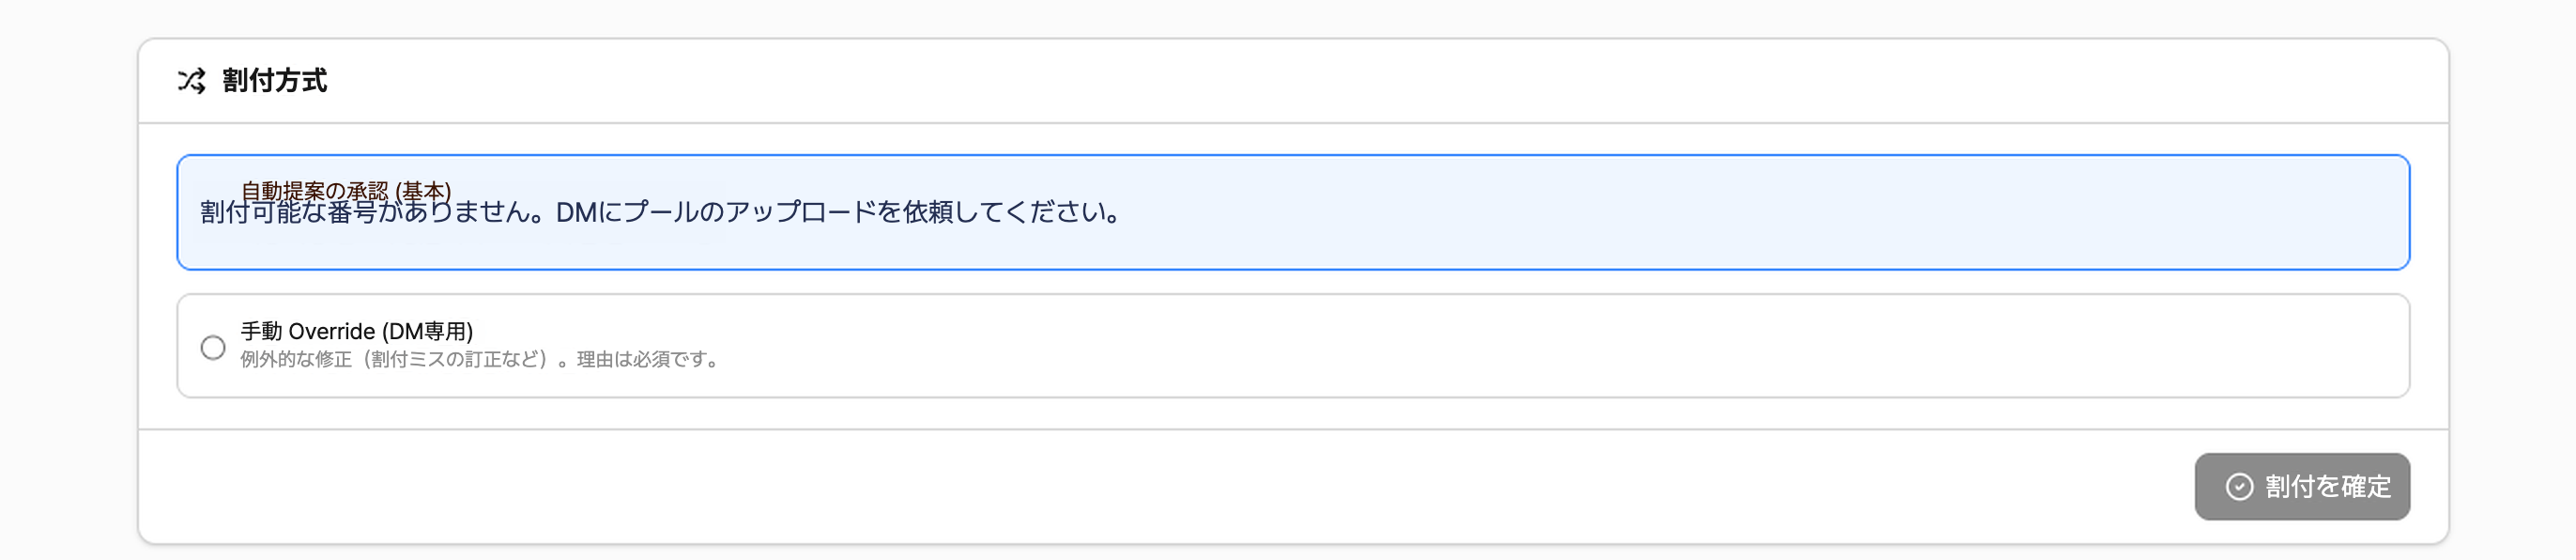 割付方式
自動提案の承認 (基本)
割付可能な番号がありません。DMにプールのアップロードを依頼してください。
手動 Override (DM専用)
例外的な修正（割付ミスの訂正など）。理由は必須です。
割付を確定